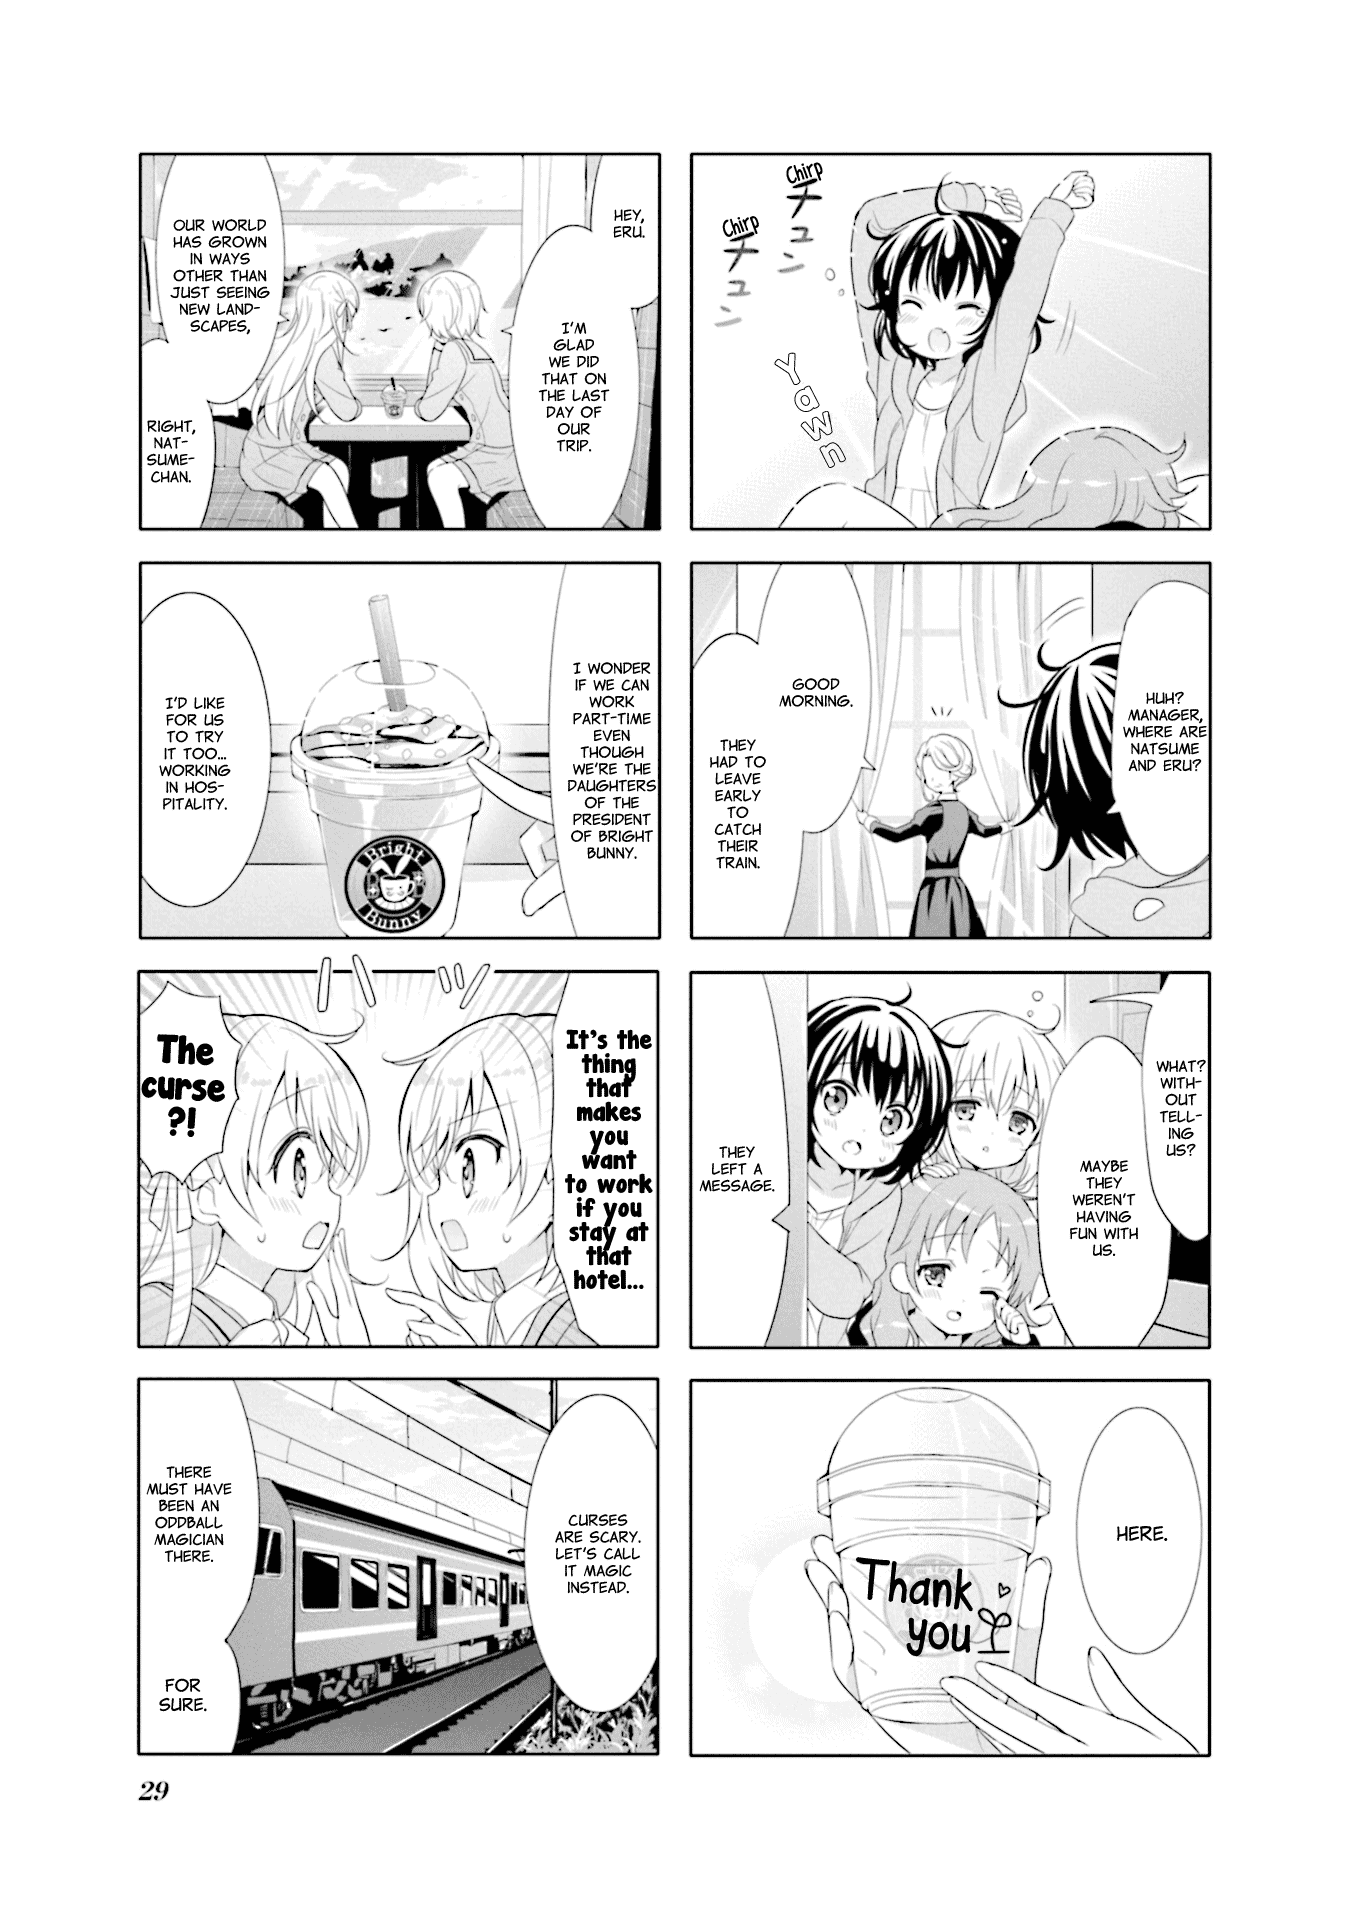 Chirp
チュン
Chirp
チュン
Yawn
HUH?
MANAGER,
WHERE ARE
NATSUME
AND ERU?
GOOD
MORNING.
THEY
HAD TO
LEAVE
EARLY
TO
CATCH
THEIR
TRAIN.
WHAT?
WITH-
OUT
TELL-
ING
US?
MAYBE
THEY
WEREN'T
HAVING
FUN WITH
US.
THEY
LEFT A
MESSAGE.
HERE.
Thank
you
HEY,
ERU.
I'M
GLAD
WE DID
THAT ON
THE LAST
DAY OF
OUR
TRIP.
OUR WORLD
HAS GROWN
IN WAYS
OTHER THAN
JUST SEEING
NEW LAND-
SCAPES,
RIGHT,
NAT-
SUME-
CHAN.
I WONDER
IF WE CAN
WORK
PART-TIME
EVEN
THOUGH
WE'RE THE
DAUGHTERS
OF THE
PRESIDENT
OF BRIGHT
BUNNY.
Bright
B B
Bunny
I'D LIKE
FOR US
TO TRY
IT TOO...
WORKING
IN HOS-
PITALITY.
It's the
thing
that
makes
you
want
to work
if you
stay at
that
hotel...
The
curse
?!
CURSES
ARE SCARY.
LET'S CALL
IT MAGIC
INSTEAD.
THERE
MUST HAVE
BEEN AN
ODDBALL
MAGICIAN
THERE.
FOR
SURE.
29